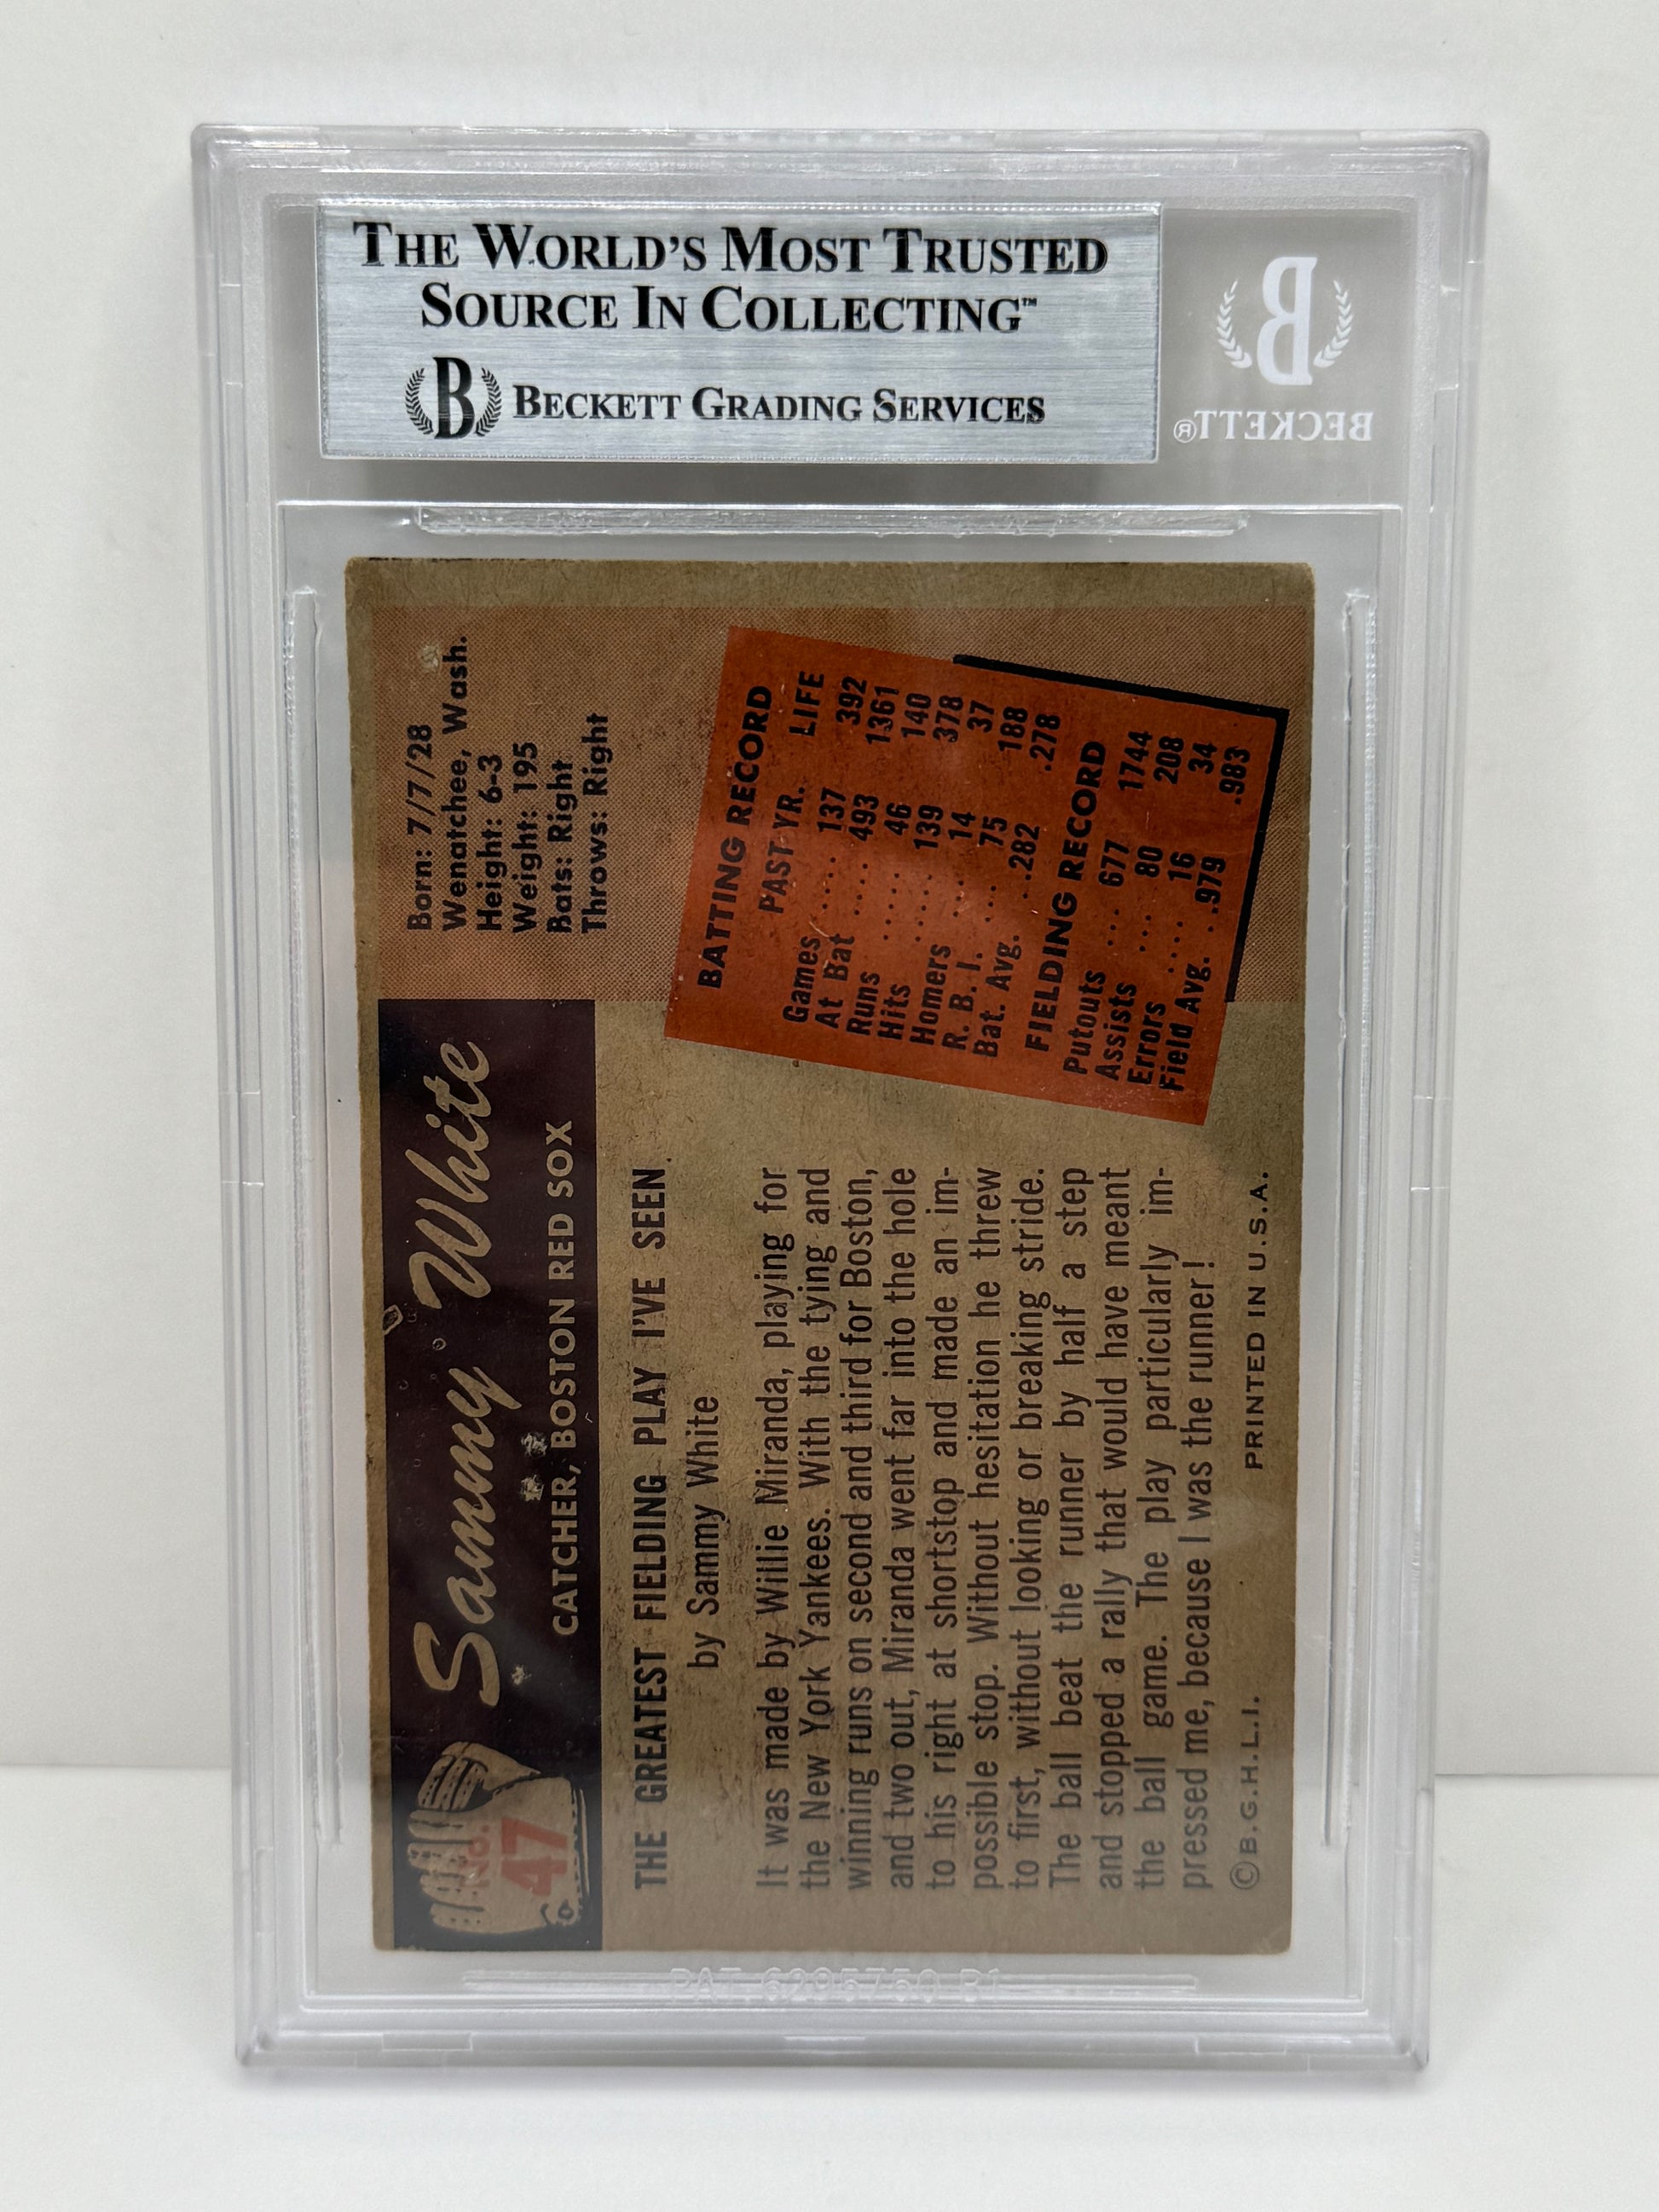 THE WORLD'S MOST TRUSTED
SOURCE IN COLLECTING™
B BECKETT GRADING SERVICES
B
BECKETT®
No.
47
Sammy White
CATCHER, BOSTON RED SOX
Born: 7/7/28
Wenatchee, Wash.
Height: 6-3
Weight: 195
Bats: Right
Throws: Right
THE GREATEST FIELDING PLAY I'VE SEEN
by Sammy White
It was made by Willie Miranda, playing for
the New York Yankees. With the tying and
winning runs on second and third for Boston,
and two out, Miranda went far into the hole
to his right at shortstop and made an im-
possible stop. Without hesitation he threw
to first, without looking or breaking stride.
The ball beat the runner by half a step
and stopped a rally that would have meant
the ball game. The play particularly im-
pressed me, because I was the runner!
BATTING RECORD
PAST YR. LIFE
Games ..... 137 392
At Bat .... 493 1361
Runs ...... 46 140
Hits ...... 139 378
Homers .... 14 37
R. B. I. ... 75 188
Bat. Avg. . .282 .278
FIELDING RECORD
Putouts ... 677 1744
Assists ... 80 208
Errors .... 16 34
Field Avg. . .979 .983
©B.G.H.L.I. PRINTED IN U.S.A.
PAT. 6295750 B1